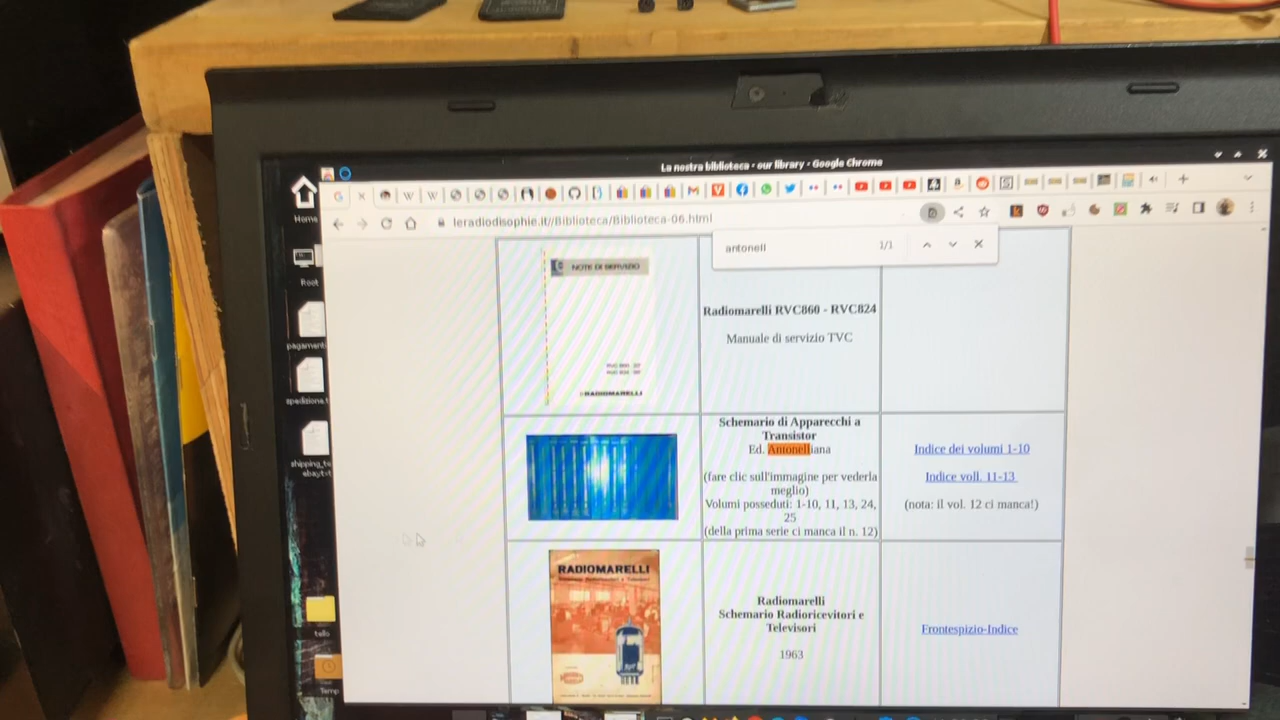 La nostra biblioteca - our library - Google Chrome
leradiodisophie.it/Biblioteca/Biblioteca-06.html
antonell
1/1
Home
Root
pagamenti
spedizione.t
tello
Temp
NOTE DI SERVIZIO
RADIOMARELLI
Radiomarelli RVC860 - RVC824
Manuale di servizio TVC
Schemario di Apparecchi a
Transistor
Ed. Antonelliana
(fare clic sull'immagine per vederla
meglio)
Volumi posseduti: 1-10, 11, 13, 24,
25
(della prima serie ci manca il n. 12)
Indice dei volumi 1-10
Indice voll. 11-13
(nota: il vol. 12 ci manca!)
RADIOMARELLI
Radiomarelli
Schemario Radioricevitori e
Televisori
1963
Frontespizio-Indice